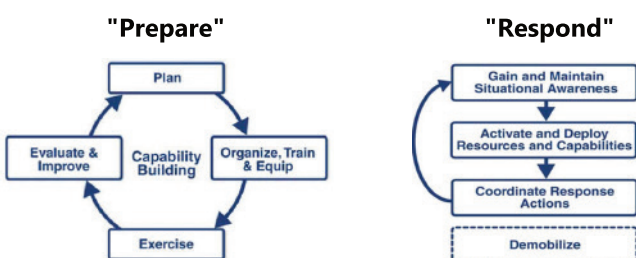 "Prepare"
Plan
Organize, Train
& Equip
Exercise
Evaluate &
Improve
Capability
Building
"Respond"
Gain and Maintain
Situational Awareness
Activate and Deploy
Resources and Capabilities
Coordinate Response
Actions
Demobilize